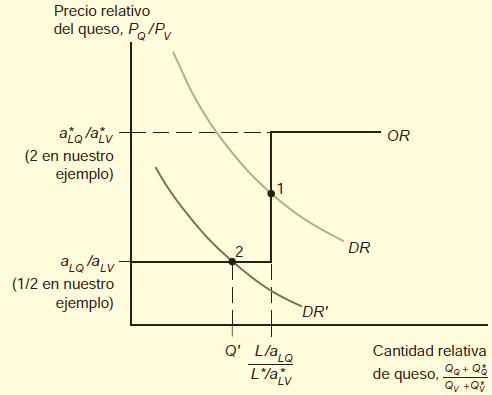 Precio relativo
del queso, P_Q/P_V
a*_LQ/a*_LV
(2 en nuestro
ejemplo)
OR
1
DR
2
a_LQ/a_LV
(1/2 en nuestro
ejemplo)
DR'
Q'
L/a_LQ
L*/a*_LV
Cantidad relativa
de queso, Q_Q + Q*_Q
Q_V + Q*_V